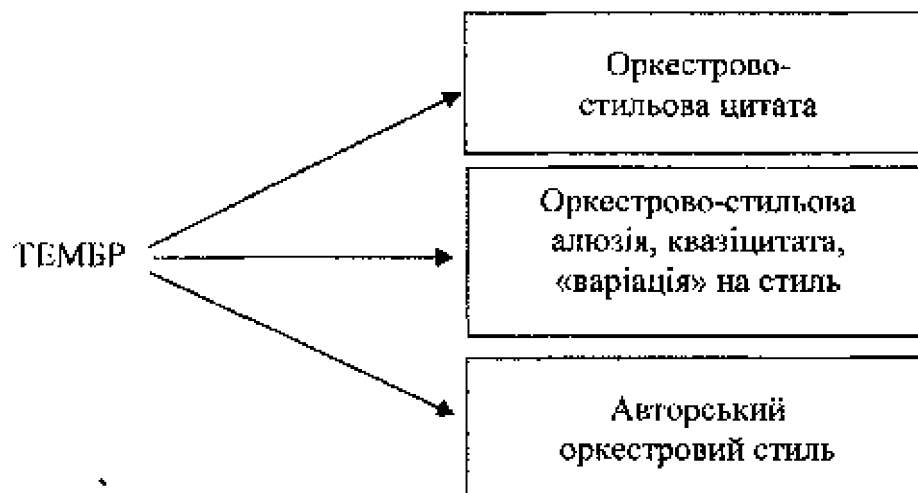 Оркестрово-
стильова цитата
Оркестрово-стильова
алюзія, квазіцитата,
«варіація» на стиль
ТЕМБР
Авторський
оркестровий стиль